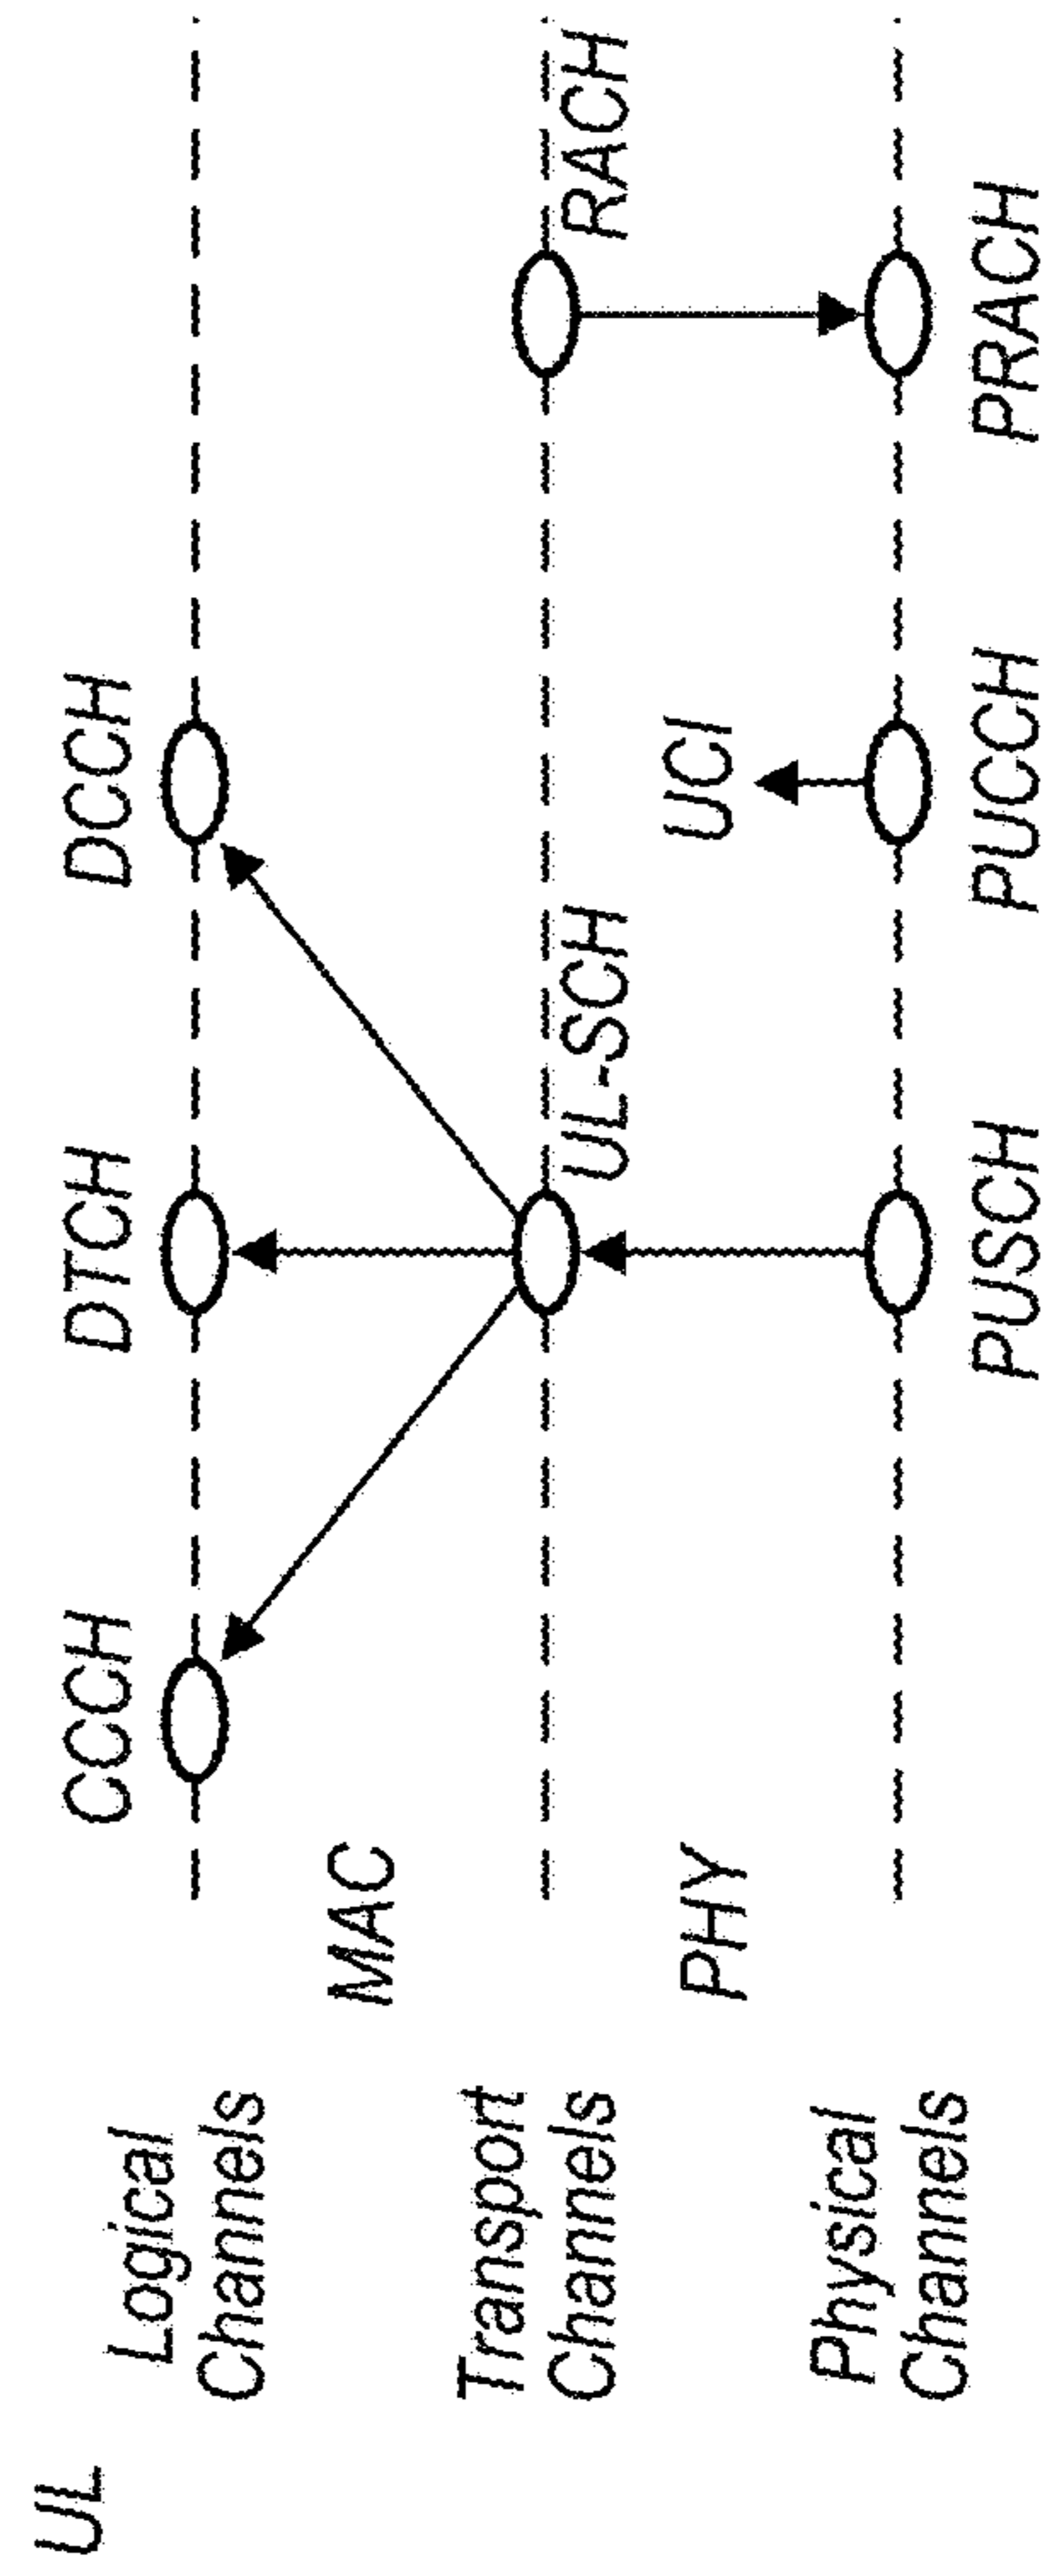 UL
Logical
Channels
CCCH
DTCH
DCCH
MAC
Transport
Channels
UL-SCH
RACH
PHY
UCI
Physical
Channels
PUSCH
PUCCH
PRACH